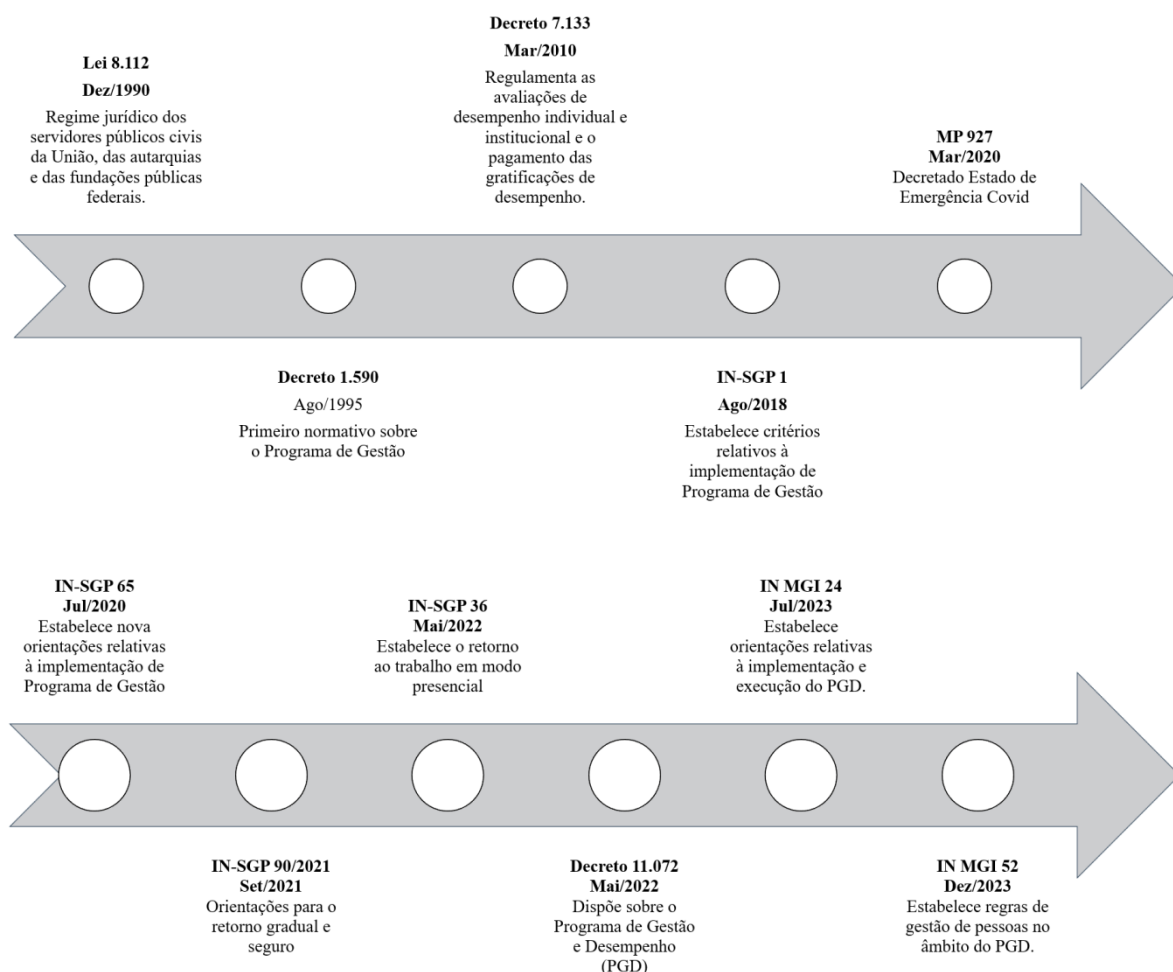 Lei 8.112
Dez/1990
Regime jurídico dos
servidores públicos civis
da União, das autarquias
e das fundações públicas
federais.
Decreto 7.133
Mar/2010
Regulamenta as
avaliações de
desempenho individual e
institucional e o
pagamento das
gratificações de
desempenho.
MP 927
Mar/2020
Decretado Estado de
Emergência Covid
Decreto 1.590
Ago/1995
Primeiro normativo sobre
o Programa de Gestão
IN-SGP 1
Ago/2018
Estabelece critérios
relativos à
implementação de
Programa de Gestão
IN-SGP 65
Jul/2020
Estabelece nova
orientações relativas
à implementação de
Programa de Gestão
IN-SGP 36
Mai/2022
Estabelece o retorno
ao trabalho em modo
presencial
IN MGI 24
Jul/2023
Estabelece
orientações relativas
à implementação e
execução do PGD.
IN-SGP 90/2021
Set/2021
Orientações para o
retorno gradual e
seguro
Decreto 11.072
Mai/2022
Dispõe sobre o
Programa de Gestão
e Desempenho
(PGD)
IN MGI 52
Dez/2023
Estabelece regras de
gestão de pessoas no
âmbito do PGD.